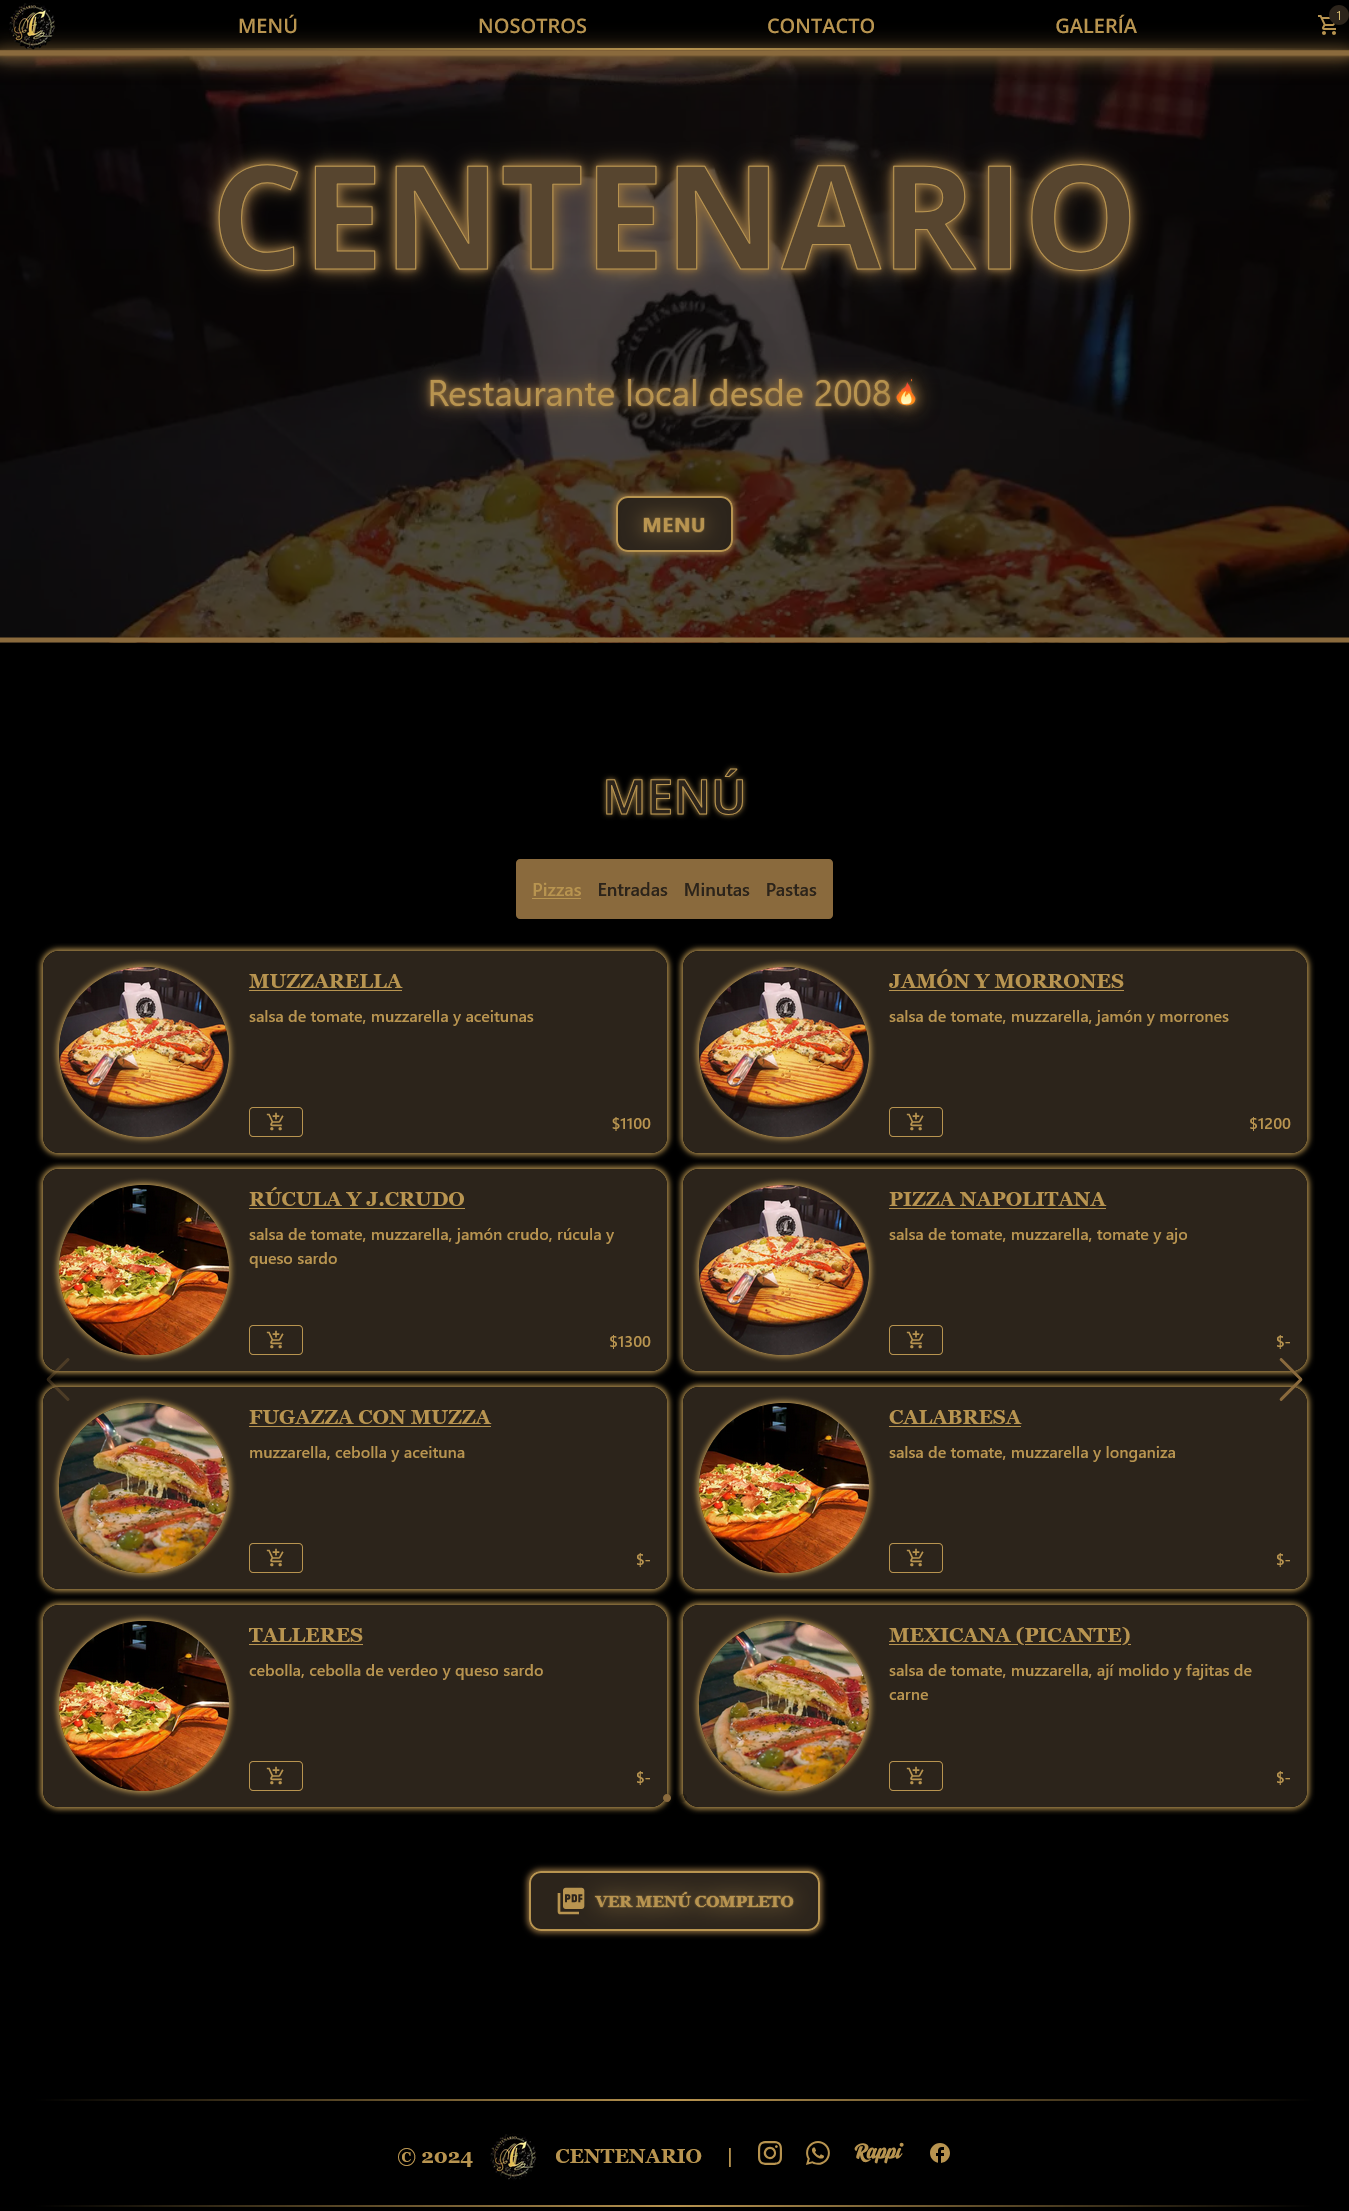 MENÚ
NOSOTROS
CONTACTO
GALERÍA
1
CENTENARIO
CENTENARIO
Restaurante local desde 2008🔥
MENU
MENÚ
Pizzas Entradas Minutas Pastas
MUZZARELLA
salsa de tomate, muzzarella y aceitunas
$1100
JAMÓN Y MORRONES
salsa de tomate, muzzarella, jamón y morrones
$1200
RÚCULA Y J.CRUDO
salsa de tomate, muzzarella, jamón crudo, rúcula y
queso sardo
$1300
PIZZA NAPOLITANA
salsa de tomate, muzzarella, tomate y ajo
$-
FUGAZZA CON MUZZA
muzzarella, cebolla y aceituna
$-
CALABRESA
salsa de tomate, muzzarella y longaniza
$-
TALLERES
cebolla, cebolla de verdeo y queso sardo
$-
MEXICANA (PICANTE)
salsa de tomate, muzzarella, ají molido y fajitas de
carne
$-
PDF VER MENÚ COMPLETO
© 2024 CENTENARIO | Rappi